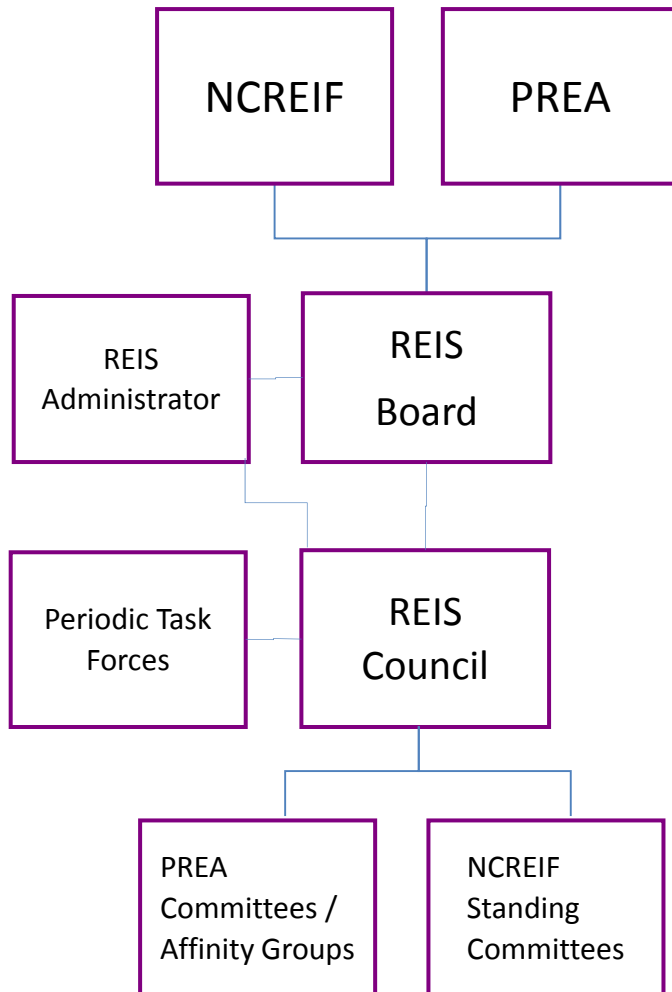 NCREIF
PREA
REIS
Administrator
REIS
Board
Periodic Task
Forces
REIS
Council
PREA
Committees /
Affinity Groups
NCREIF
Standing
Committees